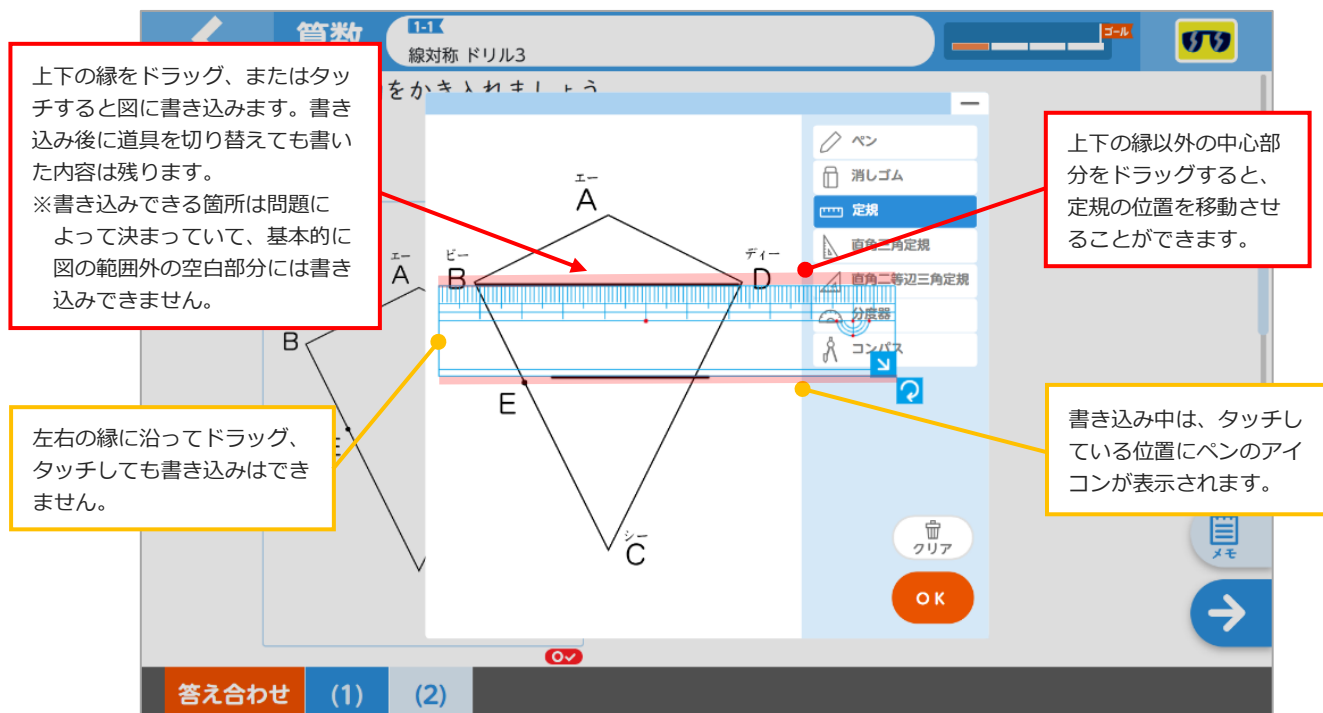 算数
1-1
線対称 ドリル3
ゴール
をかき入れましょう
上下の縁をドラッグ、またはタッ
チすると図に書き込みます。書き
込み後に道具を切り替えても書い
た内容は残ります。
※書き込みできる箇所は問題に
よって決まっていて、基本的に
図の範囲外の空白部分には書き
込みできません。
上下の縁以外の中心部
分をドラッグすると、
定規の位置を移動させ
ることができます。
ペン
消しゴム
定規
直角三角定規
直角二等辺三角定規
分度器
コンパス
エー
A
ビー
B
ディー
D
E
シー
C
エー
A
B
E
左右の縁に沿ってドラッグ、
タッチしても書き込みはでき
ません。
書き込み中は、タッチし
ている位置にペンのアイ
コンが表示されます。
クリア
OK
メモ
答え合わせ
(1)
(2)